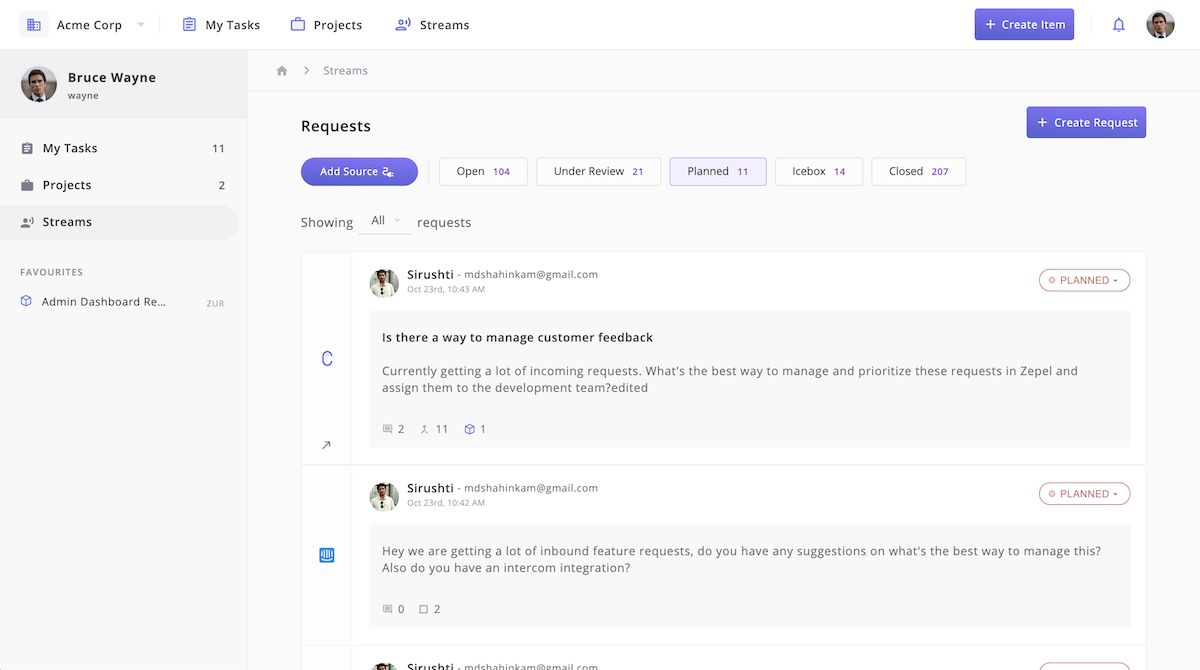 Acme Corp
My Tasks
Projects
Streams
+ Create Item
Bruce Wayne
wayne
My Tasks 11
Projects 2
Streams
FAVOURITES
Admin Dashboard Re... ZUR
Streams
Requests
+ Create Request
Add Source
Open 104
Under Review 21
Planned 11
Icebox 14
Closed 207
Showing All requests
Sirushti - mdshahinkam@gmail.com
Oct 23rd, 10:43 AM
PLANNED
Is there a way to manage customer feedback
Currently getting a lot of incoming requests. What's the best way to manage and prioritize these requests in Zepel and
assign them to the development team?edited
2 11 1
Sirushti - mdshahinkam@gmail.com
Oct 23rd, 10:42 AM
PLANNED
Hey we are getting a lot of inbound feature requests, do you have any suggestions on what's the best way to manage this?
Also do you have an intercom integration?
0 2
Sirushti - mdshahinkam@gmail.com